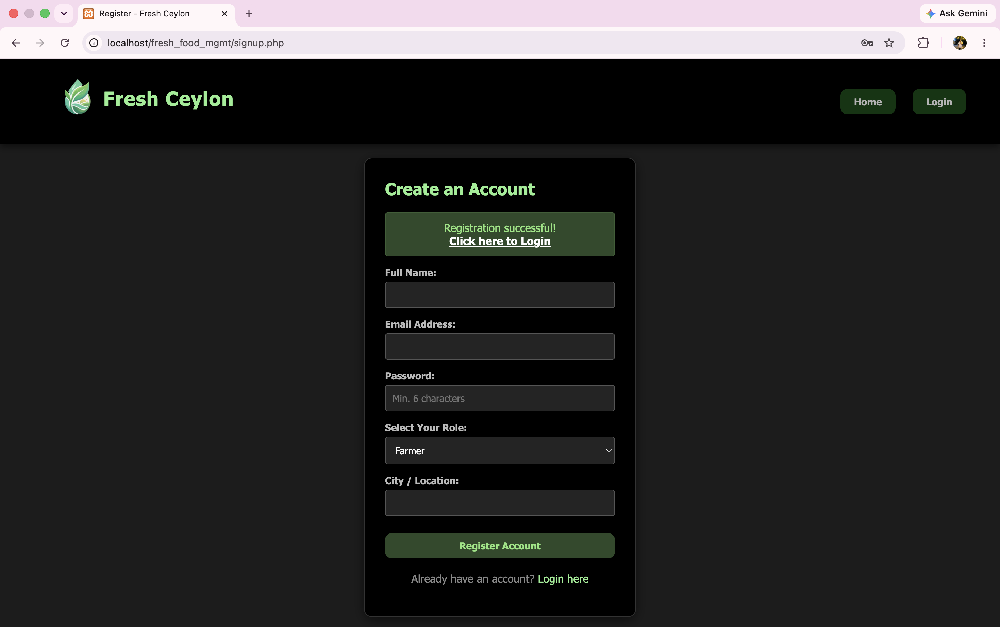 Register - Fresh Ceylon
Ask Gemini
localhost/fresh_food_mgmt/signup.php
Fresh Ceylon
Home
Login
Create an Account
Registration successful!
Click here to Login
Full Name:
Email Address:
Password:
Min. 6 characters
Select Your Role:
Farmer
City / Location:
Register Account
Already have an account? Login here